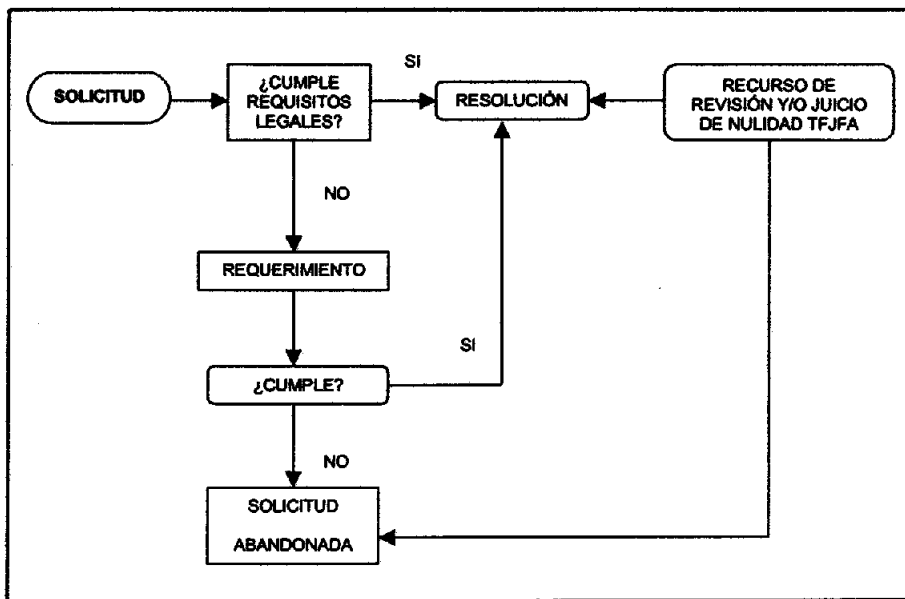 SOLICITUD
¿CUMPLE
REQUISITOS
LEGALES?
SI
RESOLUCIÓN
RECURSO DE
REVISIÓN Y/O JUICIO
DE NULIDAD TFJFA
NO
REQUERIMIENTO
SI
¿CUMPLE?
NO
SOLICITUD
ABANDONADA